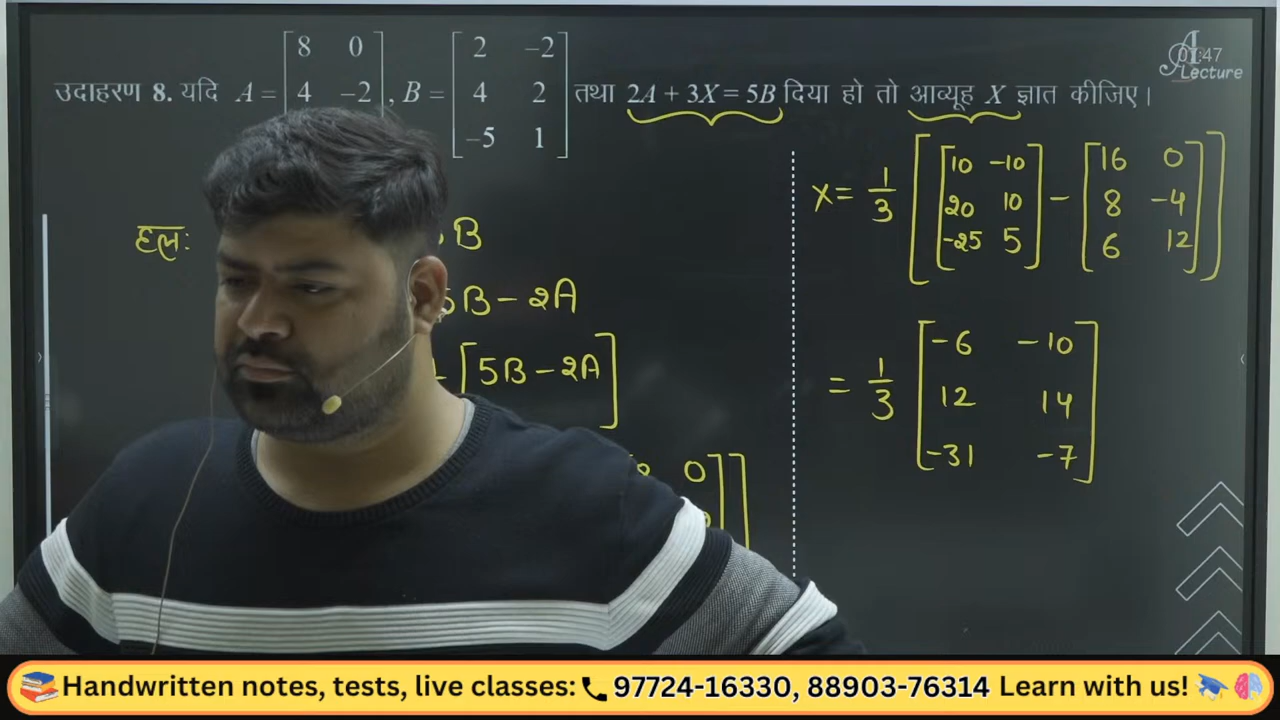 उदाहरण 8. यदि A = [8 0 , B = [2 -2 तथा 2A + 3X = 5B दिया हो तो आव्यूह X ज्ञात कीजिए।
4 -2] 4 2
-5 1]
01:47
A Lecture
हलः B
5B - 2A
[5B - 2A]
0]]
X = 1/3 [[10 -10 - [16 0
20 10 8 -4
-25 5] 6 12]]
= 1/3 [-6 -10
12 14
-31 -7]
Handwritten notes, tests, live classes: 97724-16330, 88903-76314 Learn with us!